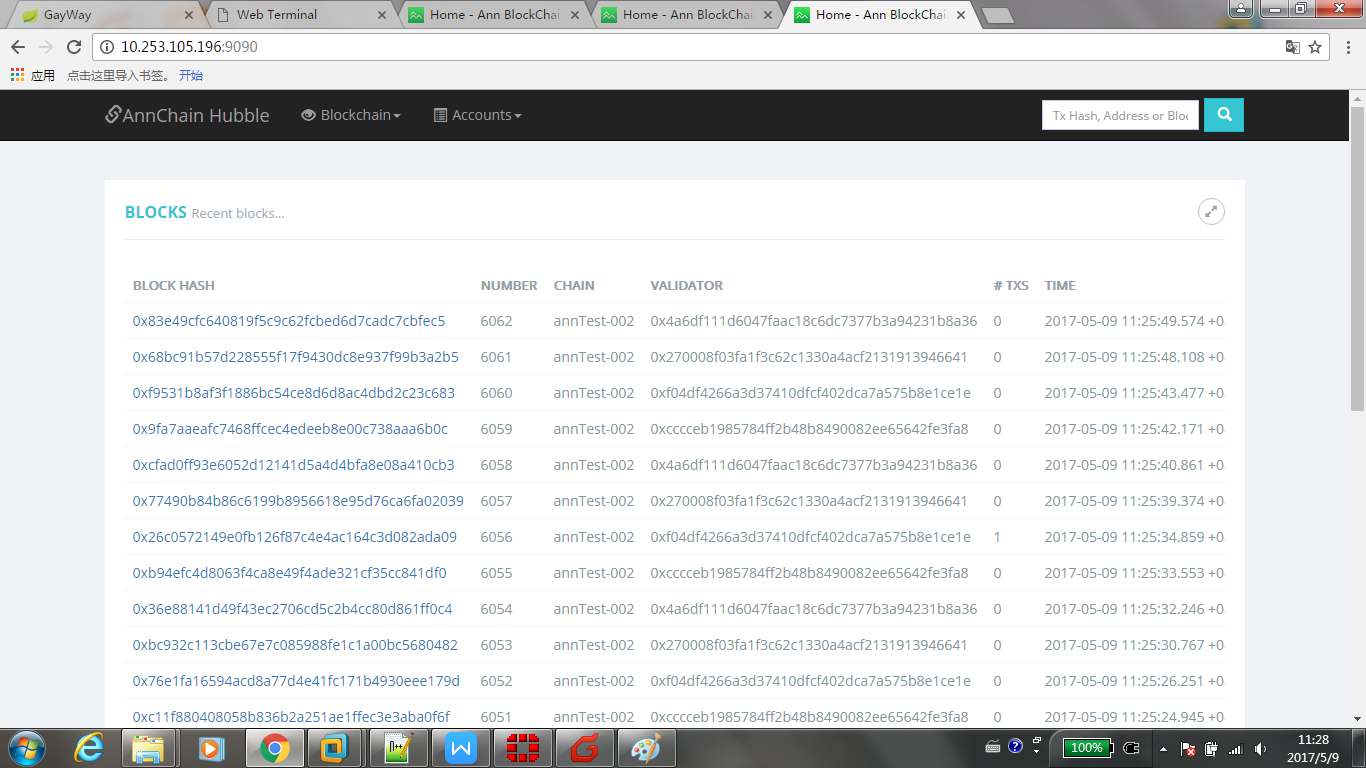 GayWay
Web Terminal
Home - Ann BlockChai
Home - Ann BlockChai
Home - Ann BlockChai
10.253.105.196:9090
应用 点击这里导入书签。 开始
AnnChain Hubble Blockchain Accounts Tx Hash, Address or Bloc
BLOCKS Recent blocks...
BLOCK HASH NUMBER CHAIN VALIDATOR # TXS TIME
0x83e49cfc640819f5c9c62fcbed6d7cadc7cbfec5 6062 annTest-002 0x4a6df111d6047faac18c6dc7377b3a94231b8a36 0 2017-05-09 11:25:49.574 +0
0x68bc91b57d228555f17f9430dc8e937f99b3a2b5 6061 annTest-002 0x270008f03fa1f3c62c1330a4acf2131913946641 0 2017-05-09 11:25:48.108 +0
0xf9531b8af3f1886bc54ce8d6d8ac4dbd2c23c683 6060 annTest-002 0xf04df4266a3d37410dfcf402dca7a575b8e1ce1e 0 2017-05-09 11:25:43.477 +0
0x9fa7aaeafc7468ffcec4edeeb8e00c738aaa6b0c 6059 annTest-002 0xcccceb1985784ff2b48b8490082ee65642fe3fa8 0 2017-05-09 11:25:42.171 +0
0xcfad0ff93e6052d12141d5a4d4bfa8e08a410cb3 6058 annTest-002 0x4a6df111d6047faac18c6dc7377b3a94231b8a36 0 2017-05-09 11:25:40.861 +0
0x77490b84b86c6199b8956618e95d76ca6fa02039 6057 annTest-002 0x270008f03fa1f3c62c1330a4acf2131913946641 0 2017-05-09 11:25:39.374 +0
0x26c0572149e0fb126f87c4e4ac164c3d082ada09 6056 annTest-002 0xf04df4266a3d37410dfcf402dca7a575b8e1ce1e 1 2017-05-09 11:25:34.859 +0
0xb94efc4d8063f4ca8e49f4ade321cf35cc841df0 6055 annTest-002 0xcccceb1985784ff2b48b8490082ee65642fe3fa8 0 2017-05-09 11:25:33.553 +0
0x36e88141d49f43ec2706cd5c2b4cc80d861ff0c4 6054 annTest-002 0x4a6df111d6047faac18c6dc7377b3a94231b8a36 0 2017-05-09 11:25:32.246 +0
0xbc932c113cbe67e7c085988fe1c1a00bc5680482 6053 annTest-002 0x270008f03fa1f3c62c1330a4acf2131913946641 0 2017-05-09 11:25:30.767 +0
0x76e1fa16594acd8a77d4e41fc171b4930eee179d 6052 annTest-002 0xf04df4266a3d37410dfcf402dca7a575b8e1ce1e 0 2017-05-09 11:25:26.251 +0
0xc11f880408058b836b2a251ae1ffec3e3aba0f6f 6051 annTest-002 0xcccceb1985784ff2b48b8490082ee65642fe3fa8 0 2017-05-09 11:25:24.945 +0
100%
11:28
2017/5/9